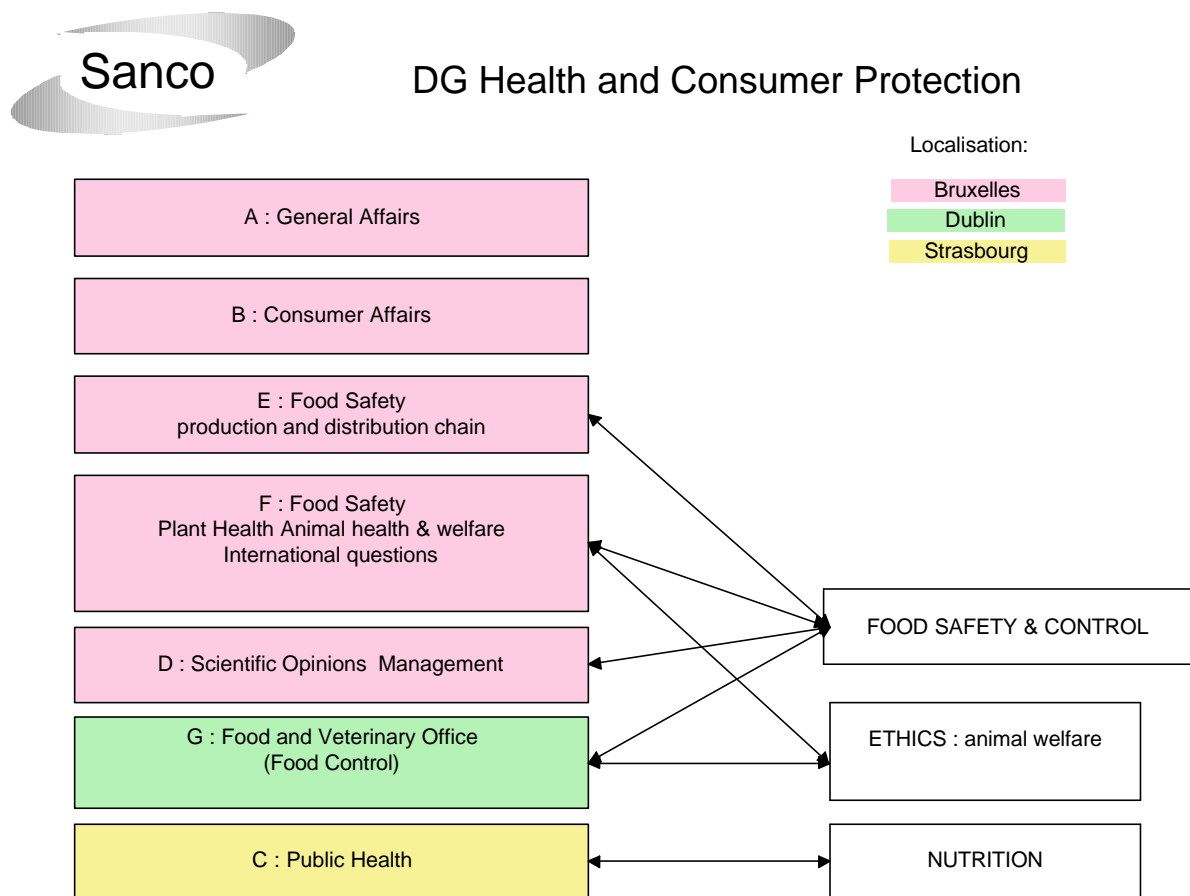 Sanco
DG Health and Consumer Protection
Localisation:
Bruxelles
Dublin
Strasbourg
A : General Affairs
B : Consumer Affairs
E : Food Safety
production and distribution chain
F : Food Safety
Plant Health Animal health & welfare
International questions
D : Scientific Opinions Management
G : Food and Veterinary Office
(Food Control)
C : Public Health
FOOD SAFETY & CONTROL
ETHICS : animal welfare
NUTRITION